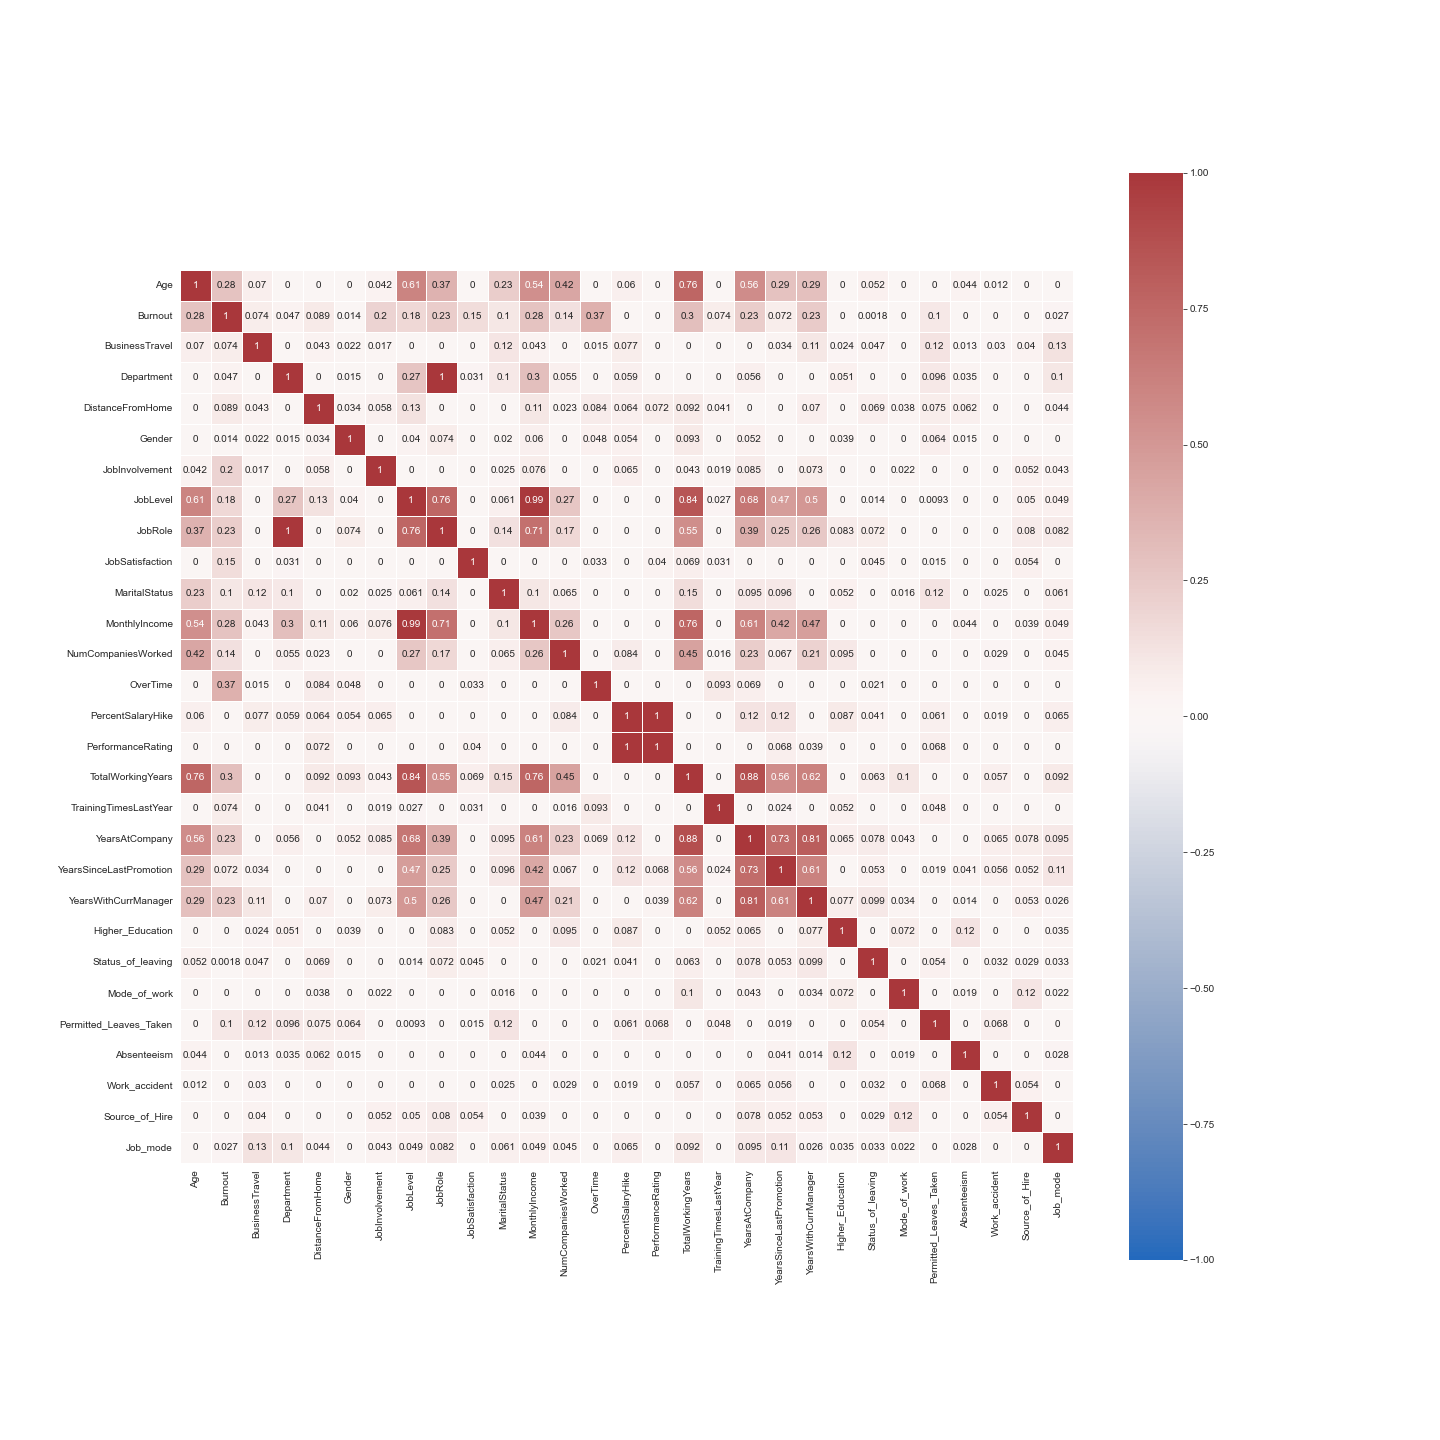 1.00
0.75
0.50
0.25
0.00
−0.25
−0.50
−0.75
−1.00
Age 1 0.28 0.07 0 0 0 0.042 0.61 0.37 0 0.23 0.54 0.42 0 0.06 0 0.76 0 0.56 0.29 0.29 0 0.052 0 0 0.044 0.012 0 0
Burnout 0.28 1 0.074 0.047 0.089 0.014 0.2 0.18 0.23 0.15 0.1 0.28 0.14 0.37 0 0 0.3 0.074 0.23 0.072 0.23 0 0.0018 0 0.1 0 0 0 0.027
BusinessTravel 0.07 0.074 1 0 0.043 0.022 0.017 0 0 0 0.12 0.043 0 0.015 0.077 0 0 0 0 0.034 0.11 0.024 0.047 0 0.12 0.013 0.03 0.04 0.13
Department 0 0.047 0 1 0 0.015 0 0.27 1 0.031 0.1 0.3 0.055 0 0.059 0 0 0 0.056 0 0 0.051 0 0 0.096 0.035 0 0 0.1
DistanceFromHome 0 0.089 0.043 0 1 0.034 0.058 0.13 0 0 0 0.11 0.023 0.084 0.064 0.072 0.092 0.041 0 0 0.07 0 0.069 0.038 0.075 0.062 0 0 0.044
Gender 0 0.014 0.022 0.015 0.034 1 0 0.04 0.074 0 0.02 0.06 0 0.048 0.054 0 0.093 0 0.052 0 0 0.039 0 0 0.064 0.015 0 0 0
JobInvolvement 0.042 0.2 0.017 0 0.058 0 1 0 0 0 0.025 0.076 0 0 0.065 0 0.043 0.019 0.085 0 0.073 0 0 0.022 0 0 0 0.052 0.043
JobLevel 0.61 0.18 0 0.27 0.13 0.04 0 1 0.76 0 0.061 0.99 0.27 0 0 0 0.84 0.027 0.68 0.47 0.5 0 0.014 0 0.0093 0 0 0.05 0.049
JobRole 0.37 0.23 0 1 0 0.074 0 0.76 1 0 0.14 0.71 0.17 0 0 0 0.55 0 0.39 0.25 0.26 0.083 0.072 0 0 0 0 0.08 0.082
JobSatisfaction 0 0.15 0 0.031 0 0 0 0 0 1 0 0 0 0.033 0 0.04 0.069 0.031 0 0 0 0 0.045 0 0.015 0 0 0.054 0
MaritalStatus 0.23 0.1 0.12 0.1 0 0.02 0.025 0.061 0.14 0 1 0.1 0.065 0 0 0 0.15 0 0.095 0.096 0 0.052 0 0.016 0.12 0 0.025 0 0.061
MonthlyIncome 0.54 0.28 0.043 0.3 0.11 0.06 0.076 0.99 0.71 0 0.1 1 0.26 0 0 0 0.76 0 0.61 0.42 0.47 0 0 0 0 0.044 0 0.039 0.049
NumCompaniesWorked 0.42 0.14 0 0.055 0.023 0 0 0.27 0.17 0 0.065 0.26 1 0 0.084 0 0.45 0.016 0.23 0.067 0.21 0.095 0 0 0 0 0.029 0 0.045
OverTime 0 0.37 0.015 0 0.084 0.048 0 0 0 0.033 0 0 0 1 0 0 0 0.093 0.069 0 0 0 0.021 0 0 0 0 0 0
PercentSalaryHike 0.06 0 0.077 0.059 0.064 0.054 0.065 0 0 0 0 0 0.084 0 1 1 0 0 0.12 0.12 0 0.087 0.041 0 0.061 0 0.019 0 0.065
PerformanceRating 0 0 0 0 0.072 0 0 0 0 0.04 0 0 0 0 1 1 0 0 0 0.068 0.039 0 0 0 0.068 0 0 0 0
TotalWorkingYears 0.76 0.3 0 0 0.092 0.093 0.043 0.84 0.55 0.069 0.15 0.76 0.45 0 0 0 1 0 0.88 0.56 0.62 0 0.063 0.1 0 0 0.057 0 0.092
TrainingTimesLastYear 0 0.074 0 0 0.041 0 0.019 0.027 0 0.031 0 0 0.016 0.093 0 0 0 1 0 0.024 0 0.052 0 0 0.048 0 0 0 0
YearsAtCompany 0.56 0.23 0 0.056 0 0.052 0.085 0.68 0.39 0 0.095 0.61 0.23 0.069 0.12 0 0.88 0 1 0.73 0.81 0.065 0.078 0.043 0 0 0.065 0.078 0.095
YearsSinceLastPromotion 0.29 0.072 0.034 0 0 0 0 0.47 0.25 0 0.096 0.42 0.067 0 0.12 0.068 0.56 0.024 0.73 1 0.61 0 0.053 0 0.019 0.041 0.056 0.052 0.11
YearsWithCurrManager 0.29 0.23 0.11 0 0.07 0 0.073 0.5 0.26 0 0 0.47 0.21 0 0 0.039 0.62 0 0.81 0.61 1 0.077 0.099 0.034 0 0.014 0 0.053 0.026
Higher_Education 0 0 0.024 0.051 0 0.039 0 0 0.083 0 0.052 0 0.095 0 0.087 0 0 0.052 0.065 0 0.077 1 0 0.072 0 0.12 0 0 0.035
Status_of_leaving 0.052 0.0018 0.047 0 0.069 0 0 0.014 0.072 0.045 0 0 0 0.021 0.041 0 0.063 0 0.078 0.053 0.099 0 1 0 0.054 0 0.032 0.029 0.033
Mode_of_work 0 0 0 0 0.038 0 0.022 0 0 0 0.016 0 0 0 0 0 0.1 0 0.043 0 0.034 0.072 0 1 0 0.019 0 0.12 0.022
Permitted_Leaves_Taken 0 0.1 0.12 0.096 0.075 0.064 0 0.0093 0 0.015 0.12 0 0 0 0.061 0.068 0 0.048 0 0.019 0 0 0.054 0 1 0 0.068 0 0
Absenteeism 0.044 0 0.013 0.035 0.062 0.015 0 0 0 0 0 0.044 0 0 0 0 0 0 0 0.041 0.014 0.12 0 0.019 0 1 0 0 0.028
Work_accident 0.012 0 0.03 0 0 0 0 0 0 0 0.025 0 0.029 0 0.019 0 0.057 0 0.065 0.056 0 0 0.032 0 0.068 0 1 0.054 0
Source_of_Hire 0 0 0.04 0 0 0 0.052 0.05 0.08 0.054 0 0.039 0 0 0 0 0 0 0.078 0.052 0.053 0 0.029 0.12 0 0 0.054 1 0
Job_mode 0 0.027 0.13 0.1 0.044 0 0.043 0.049 0.082 0 0.061 0.049 0.045 0 0.065 0 0.092 0 0.095 0.11 0.026 0.035 0.033 0.022 0 0.028 0 0 1
Age
Burnout
BusinessTravel
Department
DistanceFromHome
Gender
JobInvolvement
JobLevel
JobRole
JobSatisfaction
MaritalStatus
MonthlyIncome
NumCompaniesWorked
OverTime
PercentSalaryHike
PerformanceRating
TotalWorkingYears
TrainingTimesLastYear
YearsAtCompany
YearsSinceLastPromotion
YearsWithCurrManager
Higher_Education
Status_of_leaving
Mode_of_work
Permitted_Leaves_Taken
Absenteeism
Work_accident
Source_of_Hire
Job_mode